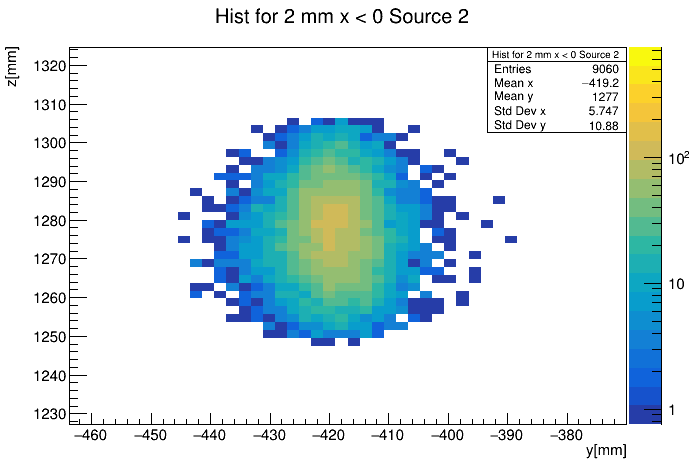 Hist for 2 mm x < 0 Source 2
z[mm]
Hist for 2 mm x < 0 Source 2
Entries 9060
Mean x −419.2
Mean y 1277
Std Dev x 5.747
Std Dev y 10.88
1320
1310
1300
1290
1280
1270
1260
1250
1240
1230
10²
10
1
−460 −450 −440 −430 −420 −410 −400 −390 −380
y[mm]